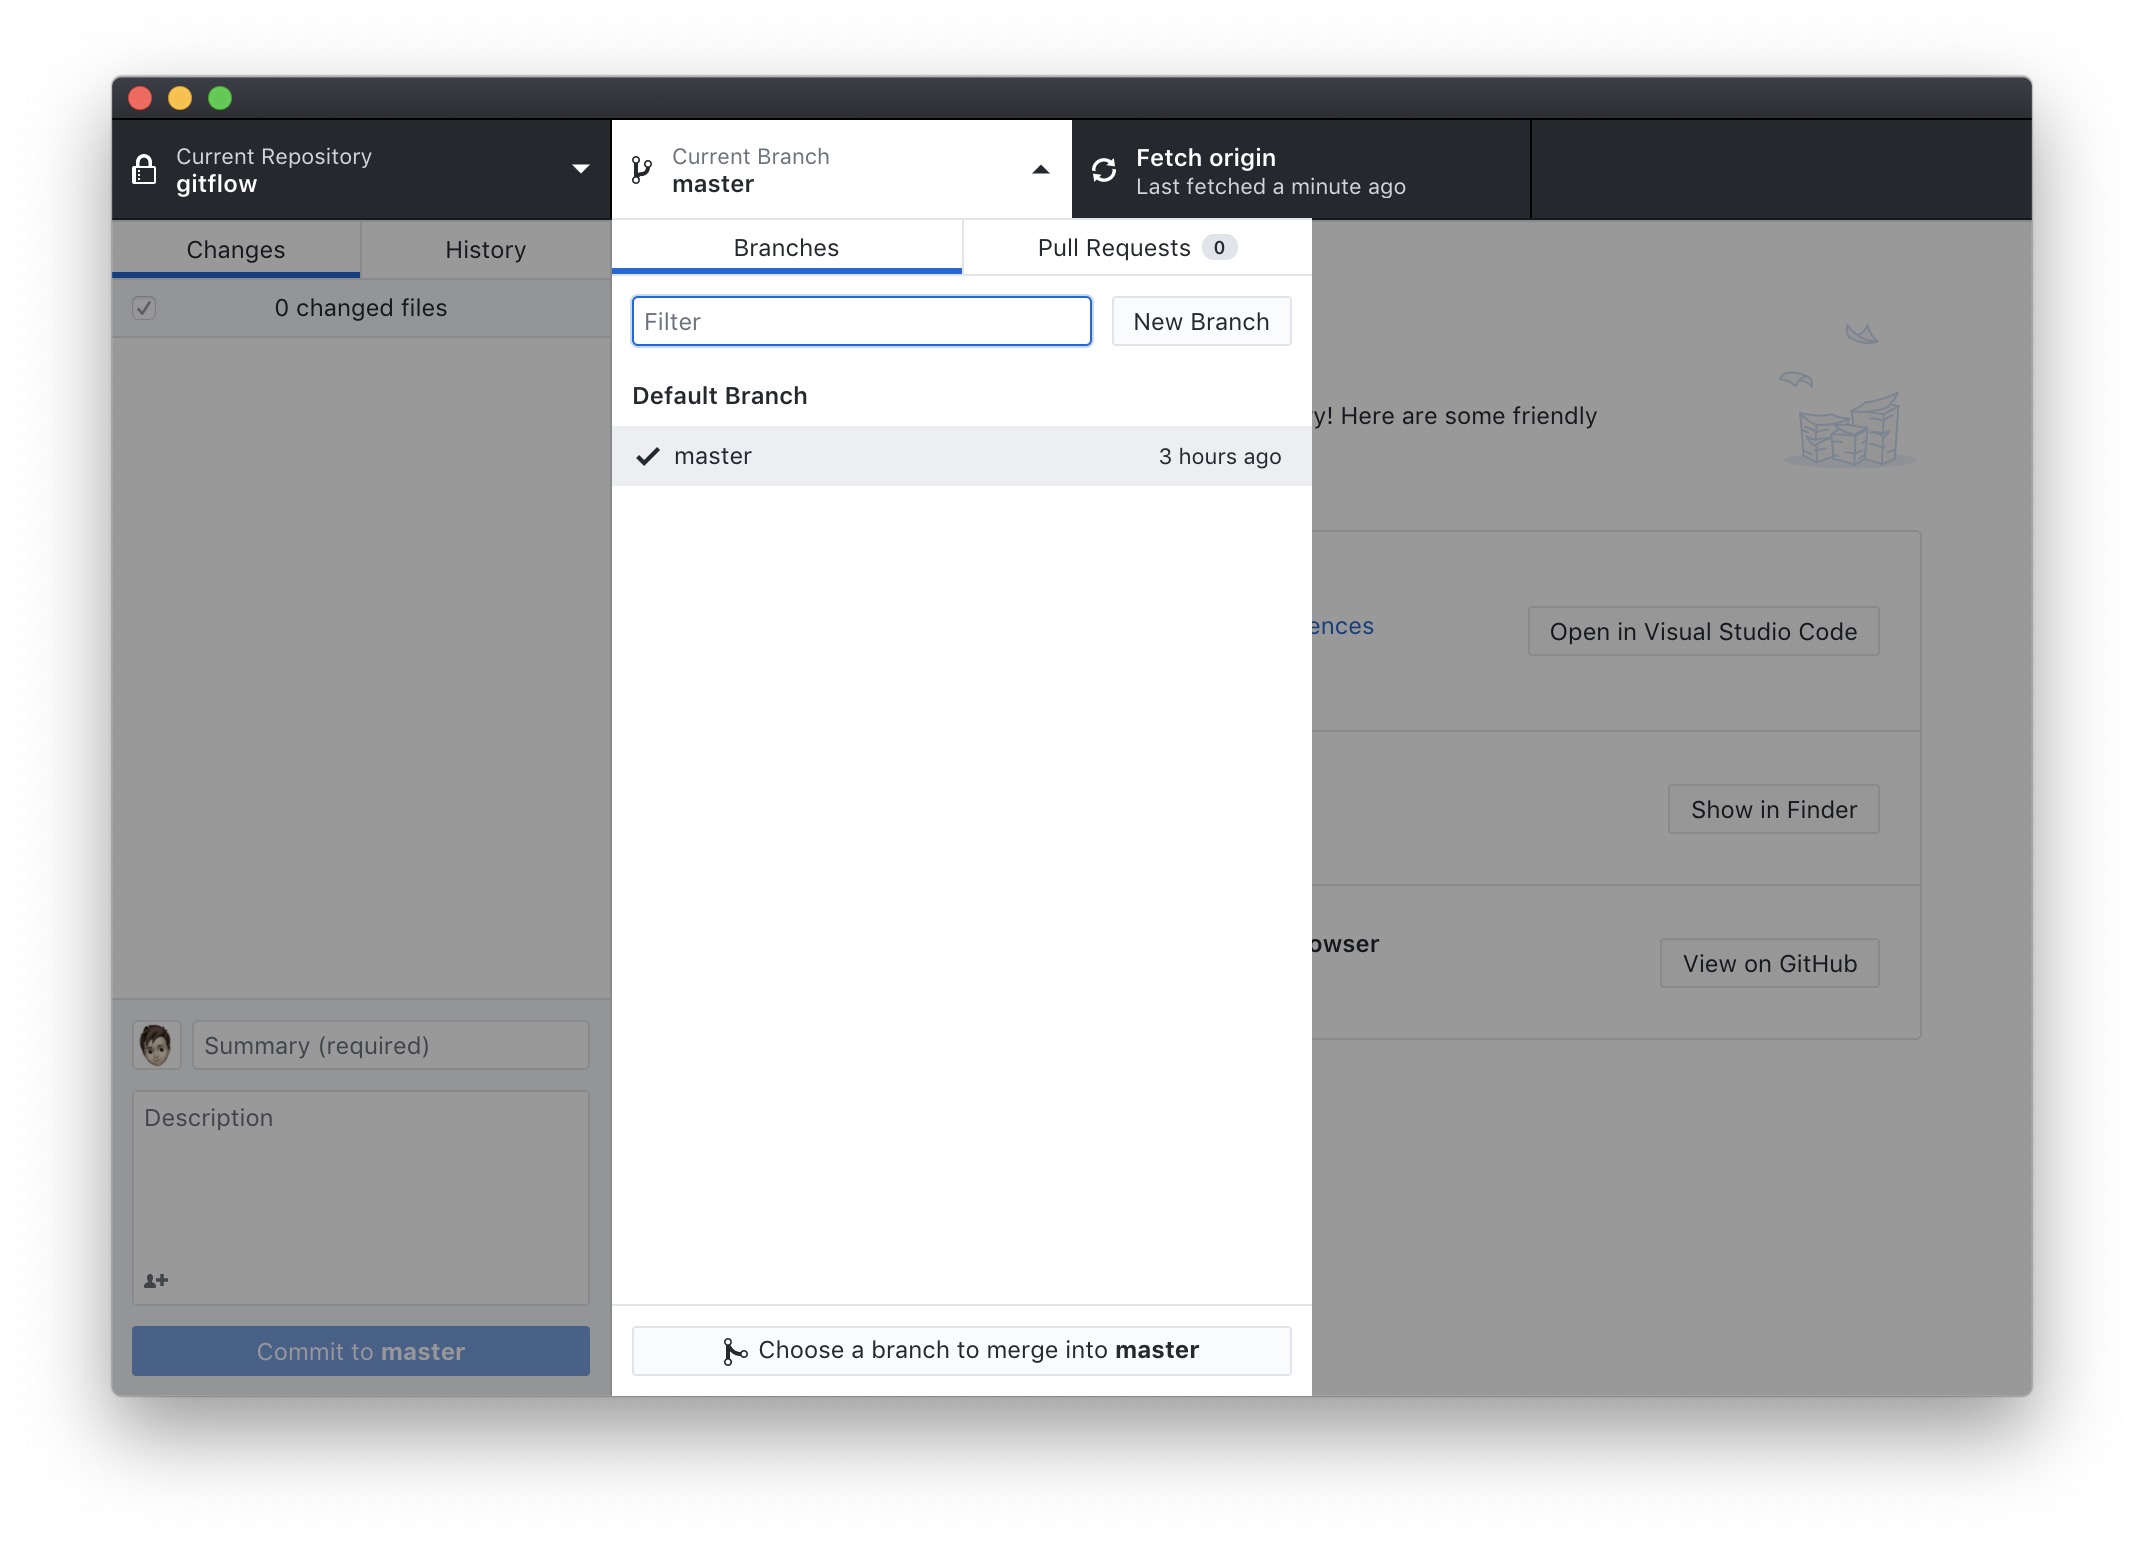 Current Repository
gitflow
Current Branch
master
Fetch origin
Last fetched a minute ago
Changes
History
0 changed files
Branches
Pull Requests 0
Filter
New Branch
Default Branch
master
3 hours ago
y! Here are some friendly
ences
Open in Visual Studio Code
Show in Finder
owser
View on GitHub
Summary (required)
Description
Commit to master
Choose a branch to merge into master